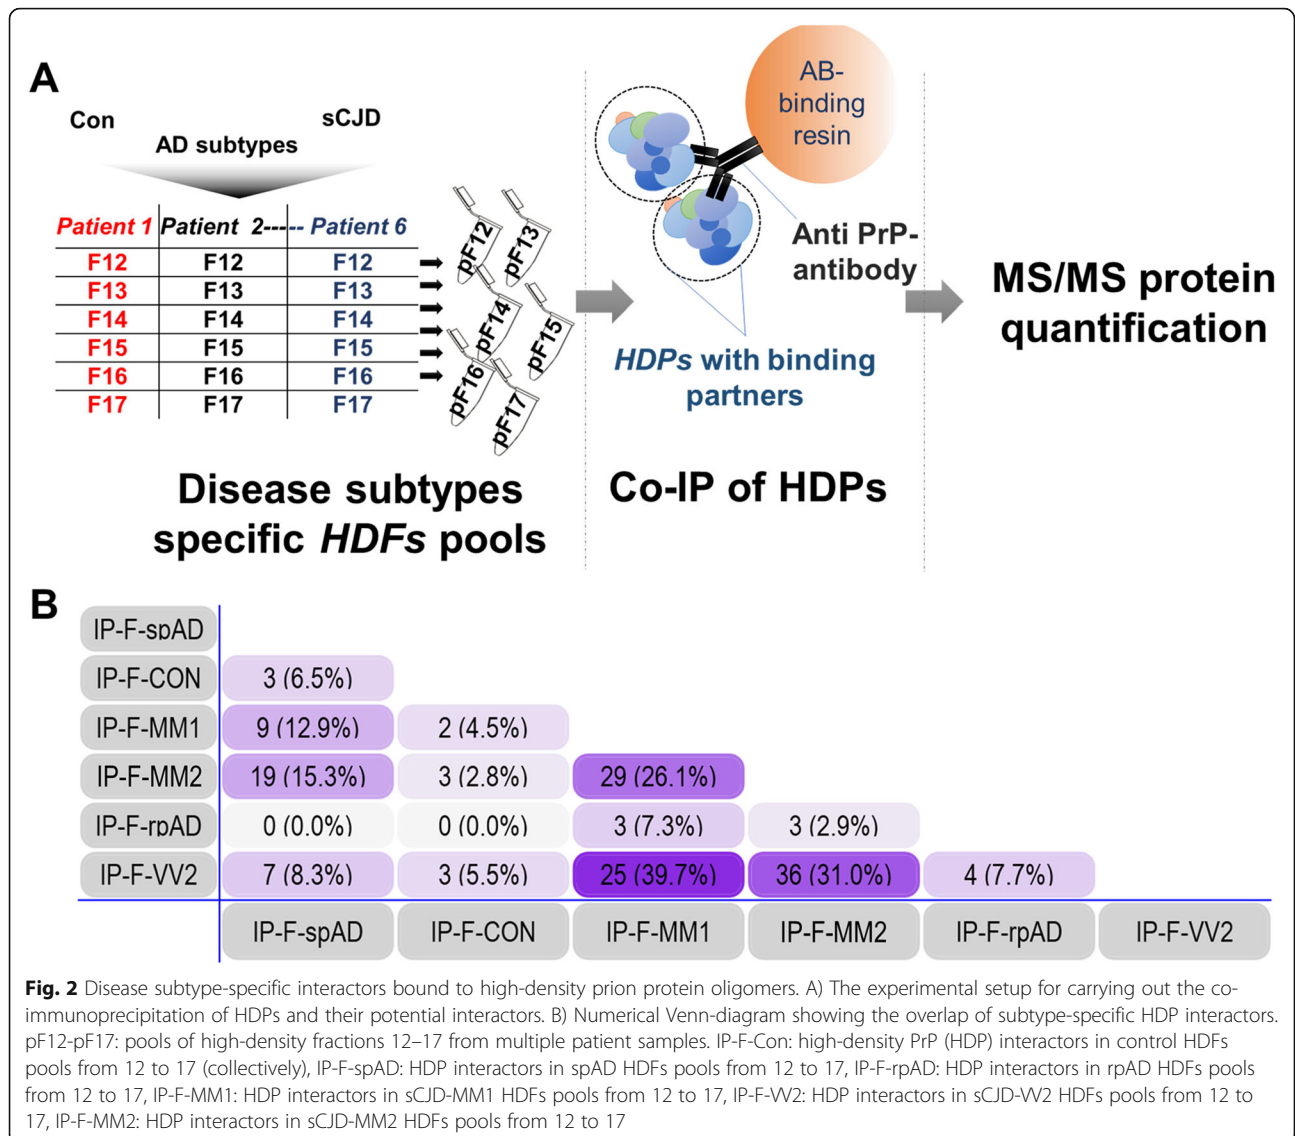 A
Con
sCJD
AD subtypes
Patient 1 Patient 2----- Patient 6
F12 F12 F12
F13 F13 F13
F14 F14 F14
F15 F15 F15
F16 F16 F16
F17 F17 F17
pF12
pF13
pF14
pF15
pF16
pF17
Disease subtypes
specific HDFs pools
AB-
binding
resin
Anti PrP-
antibody
HDPs with binding
partners
Co-IP of HDPs
MS/MS protein
quantification
B
IP-F-spAD
IP-F-CON 3 (6.5%)
IP-F-MM1 9 (12.9%) 2 (4.5%)
IP-F-MM2 19 (15.3%) 3 (2.8%) 29 (26.1%)
IP-F-rpAD 0 (0.0%) 0 (0.0%) 3 (7.3%) 3 (2.9%)
IP-F-VV2 7 (8.3%) 3 (5.5%) 25 (39.7%) 36 (31.0%) 4 (7.7%)
IP-F-spAD IP-F-CON IP-F-MM1 IP-F-MM2 IP-F-rpAD IP-F-VV2
Fig. 2 Disease subtype-specific interactors bound to high-density prion protein oligomers. A) The experimental setup for carrying out the co-
immunoprecipitation of HDPs and their potential interactors. B) Numerical Venn-diagram showing the overlap of subtype-specific HDP interactors.
pF12-pF17: pools of high-density fractions 12–17 from multiple patient samples. IP-F-Con: high-density PrP (HDP) interactors in control HDFs
pools from 12 to 17 (collectively), IP-F-spAD: HDP interactors in spAD HDFs pools from 12 to 17, IP-F-rpAD: HDP interactors in rpAD HDFs pools
from 12 to 17, IP-F-MM1: HDP interactors in sCJD-MM1 HDFs pools from 12 to 17, IP-F-VV2: HDP interactors in sCJD-VV2 HDFs pools from 12 to
17, IP-F-MM2: HDP interactors in sCJD-MM2 HDFs pools from 12 to 17